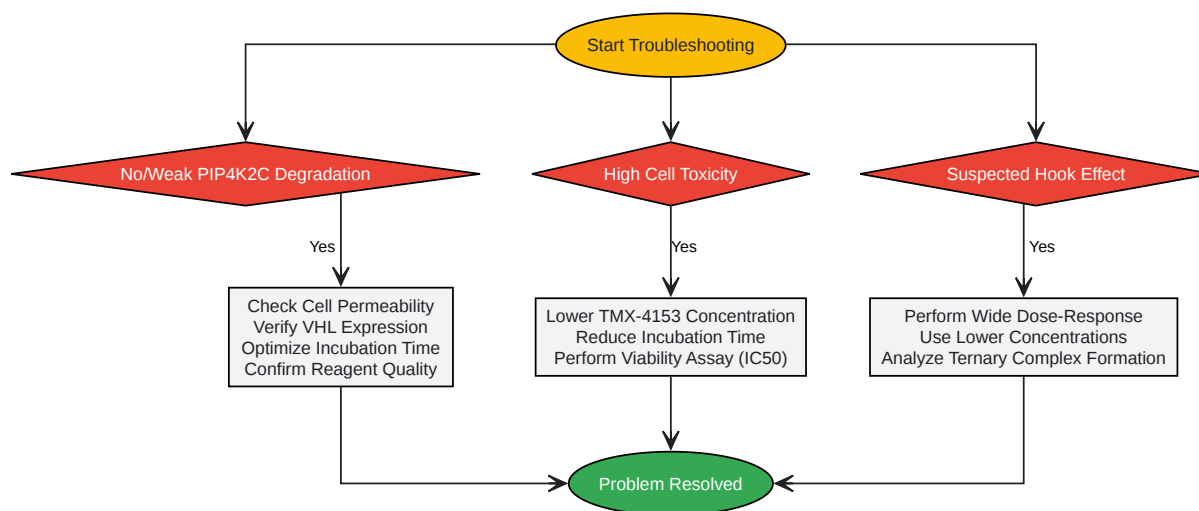 Start Troubleshooting
No/Weak PIP4K2C Degradation
High Cell Toxicity
Suspected Hook Effect
Yes
Yes
Yes
Check Cell Permeability
Verify VHL Expression
Optimize Incubation Time
Confirm Reagent Quality
Lower TMX-4153 Concentration
Reduce Incubation Time
Perform Viability Assay (IC50)
Perform Wide Dose-Response
Use Lower Concentrations
Analyze Ternary Complex Formation
Problem Resolved